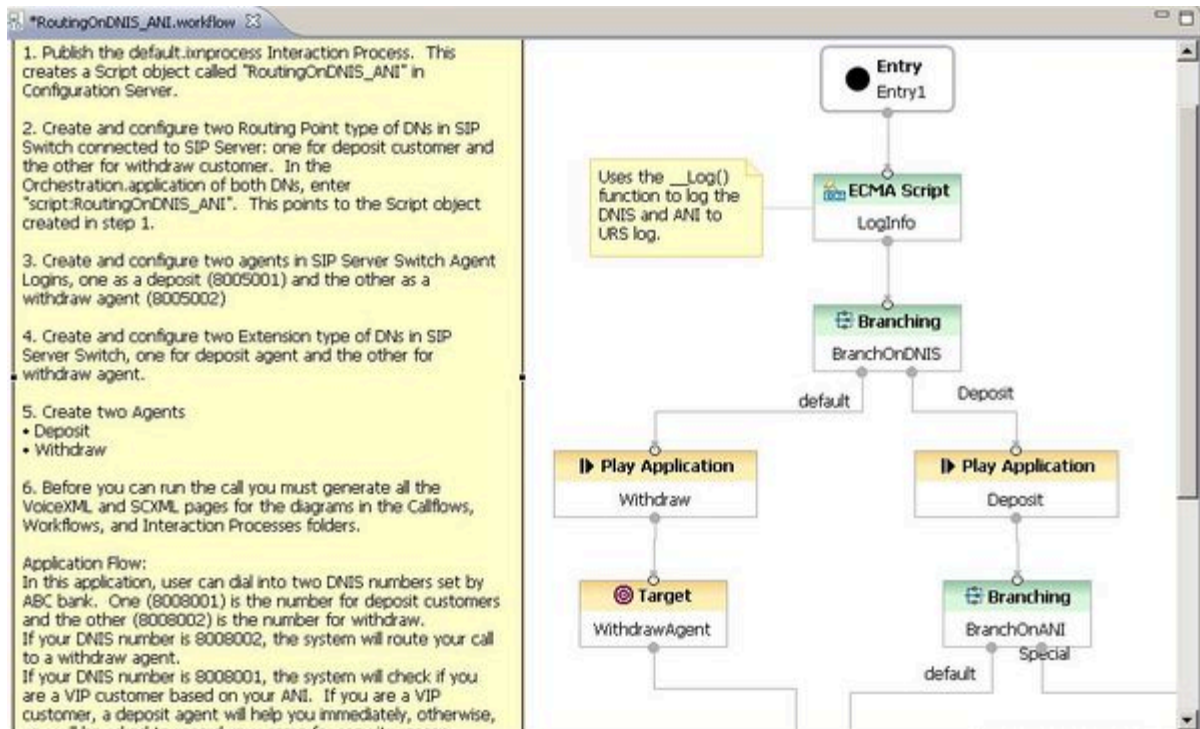 *RoutingOnDNIS_ANI.workflow
1. Publish the default.ixnprocess Interaction Process. This
creates a Script object called "RoutingOnDNIS_ANI" in
Configuration Server.
2. Create and configure two Routing Point type of DNs in SIP
Switch connected to SIP Server: one for deposit customer and
the other for withdraw customer. In the
Orchestration.application of both DNs, enter
"script:RoutingOnDNIS_ANI". This points to the Script object
created in step 1.
3. Create and configure two agents in SIP Server Switch Agent
Logins, one as a deposit (8005001) and the other as a
withdraw agent (8005002)
4. Create and configure two Extension type of DNs in SIP
Server Switch, one for deposit agent and the other for
withdraw agent.
5. Create two Agents
• Deposit
• Withdraw
6. Before you can run the call you must generate all the
VoiceXML and SCXML pages for the diagrams in the Callflows,
Workflows, and Interaction Processes folders.
Application Flow:
In this application, user can dial into two DNIS numbers set by
ABC bank. One (8008001) is the number for deposit customers
and the other (8008002) is the number for withdraw.
If your DNIS number is 8008002, the system will route your call
to a withdraw agent.
If your DNIS number is 8008001, the system will check if you
are a VIP customer based on your ANI. If you are a VIP
customer, a deposit agent will help you immediately, otherwise,
Entry
Entry1
Uses the __Log()
function to log the
DNIS and ANI to
URS log.
ECMA Script
LogInfo
Branching
BranchOnDNIS
default
Deposit
Play Application
Withdraw
Play Application
Deposit
Target
WithdrawAgent
Branching
BranchOnANI
Special
default